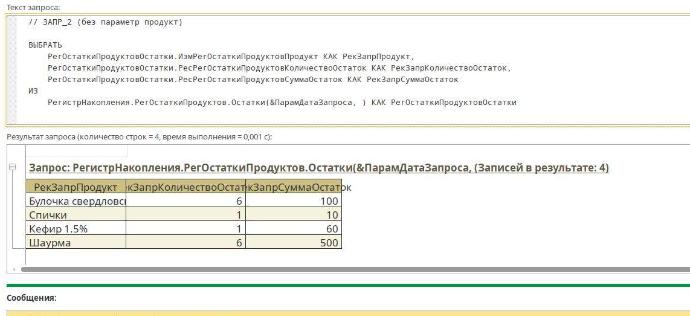 Текст запроса:
// ЗАПР_2 (без параметр продукт)
ВЫБРАТЬ
РегОстаткиПродуктовОстатки.ИзмРегОстаткиПродуктовПродукт КАК РекЗапрПродукт,
РегОстаткиПродуктовОстатки.РесРегОстаткиПродуктовКоличествоОстаток КАК РекЗапрКоличествоОстаток,
РегОстаткиПродуктовОстатки.РесРегОстаткиПродуктовСуммаОстаток КАК РекЗапрСуммаОстаток
ИЗ
РегистрНакопления.РегОстаткиПродуктов.Остатки(&ПарамДатаЗапроса, ) КАК РегОстаткиПродуктовОстатки
Результат запроса (количество строк = 4, время выполнения = 0,001 с):
Запрос: РегистрНакопления.РегОстаткиПродуктов.Остатки(&ПарамДатаЗапроса, (Записей в результате: 4)
РекЗапрПродукт кЗапрКоличествоОстат кЗапрСуммаОстаток
Булочка свердловс 6 100
Спички 1 10
Кефир 1.5% 1 60
Шаурма 6 500
Сообщения: